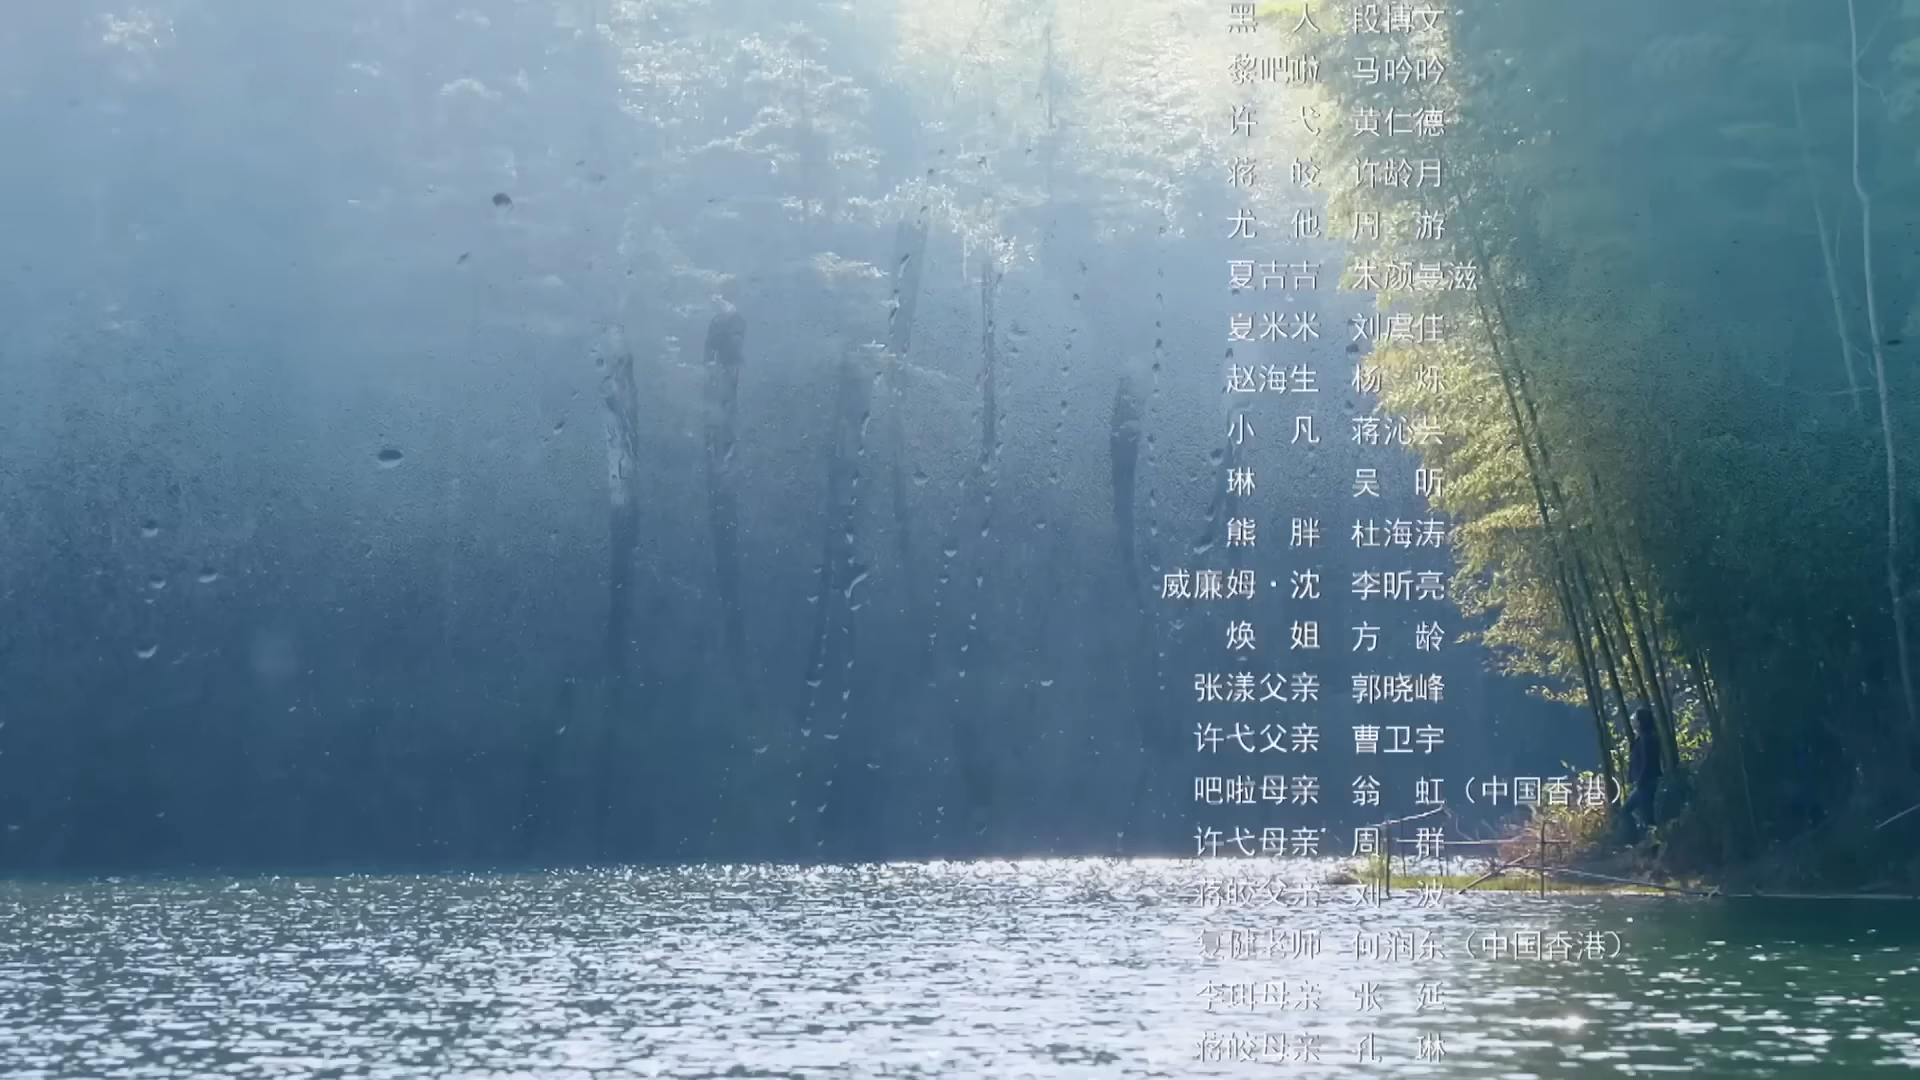 黑　人　段博文
黎吧啦　马吟吟
许　弋　黄仁德
蒋　皎　许龄月
尤　他　周　游
夏吉吉　朱颜曼滋
夏米米　刘虞佳
赵海生　杨　烁
小　凡　蒋沁芸
琳　　　吴　昕
熊　胖　杜海涛
威廉姆·沈　李昕亮
焕　姐　方　龄
张漾父亲　郭晓峰
许弋父亲　曹卫宇
吧啦母亲　翁　虹（中国香港）
许弋母亲　周　群
蒋皎父亲　刘　波
复健老师　何润东（中国香港）
李珥母亲　张　延
蒋皎母亲　孔　琳